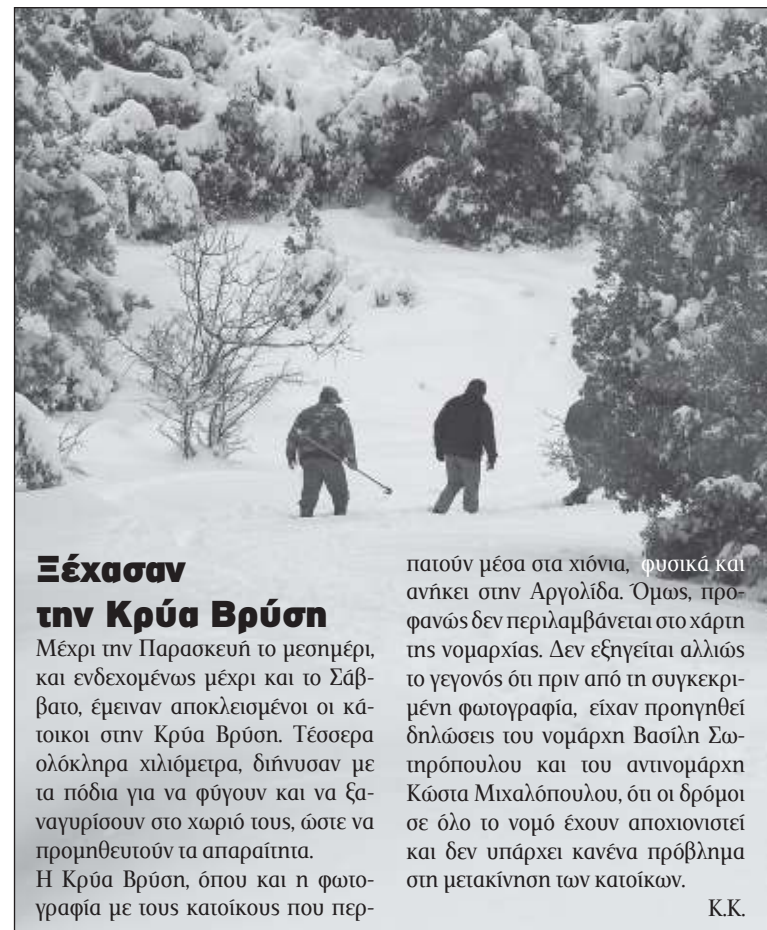 Ξέχασαν
την Κρύα Βρύση
Μέχρι την Παρασκευή το μεσημέρι,
και ενδεχομένως μέχρι και το Σάβ-
βατο, έμειναν αποκλεισμένοι οι κά-
τοικοι στην Κρύα Βρύση. Τέσσερα
ολόκληρα χιλιόμετρα, διήνυσαν με
τα πόδια για να φύγουν και να ξα-
ναγυρίσουν στο χωριό τους, ώστε να
προμηθευτούν τα απαραίτητα.
Η Κρύα Βρύση, όπου και η φωτο-
γραφία με τους κατοίκους που περ-
πατούν μέσα στα χιόνια, φυσικά και
ανήκει στην Αργολίδα. Όμως, προ-
φανώς δεν περιλαμβάνεται στο χάρτη
της νομαρχίας. Δεν εξηγείται αλλιώς
το γεγονός ότι πριν από τη συγκεκρι-
μένη φωτογραφία, είχαν προηγηθεί
δηλώσεις του νομάρχη Βασίλη Σω-
τηρόπουλου και του αντινομάρχη
Κώστα Μιχαλόπουλου, ότι οι δρόμοι
σε όλο το νομό έχουν αποχιονιστεί
και δεν υπάρχει κανένα πρόβλημα
στη μετακίνηση των κατοίκων.
Κ.Κ.